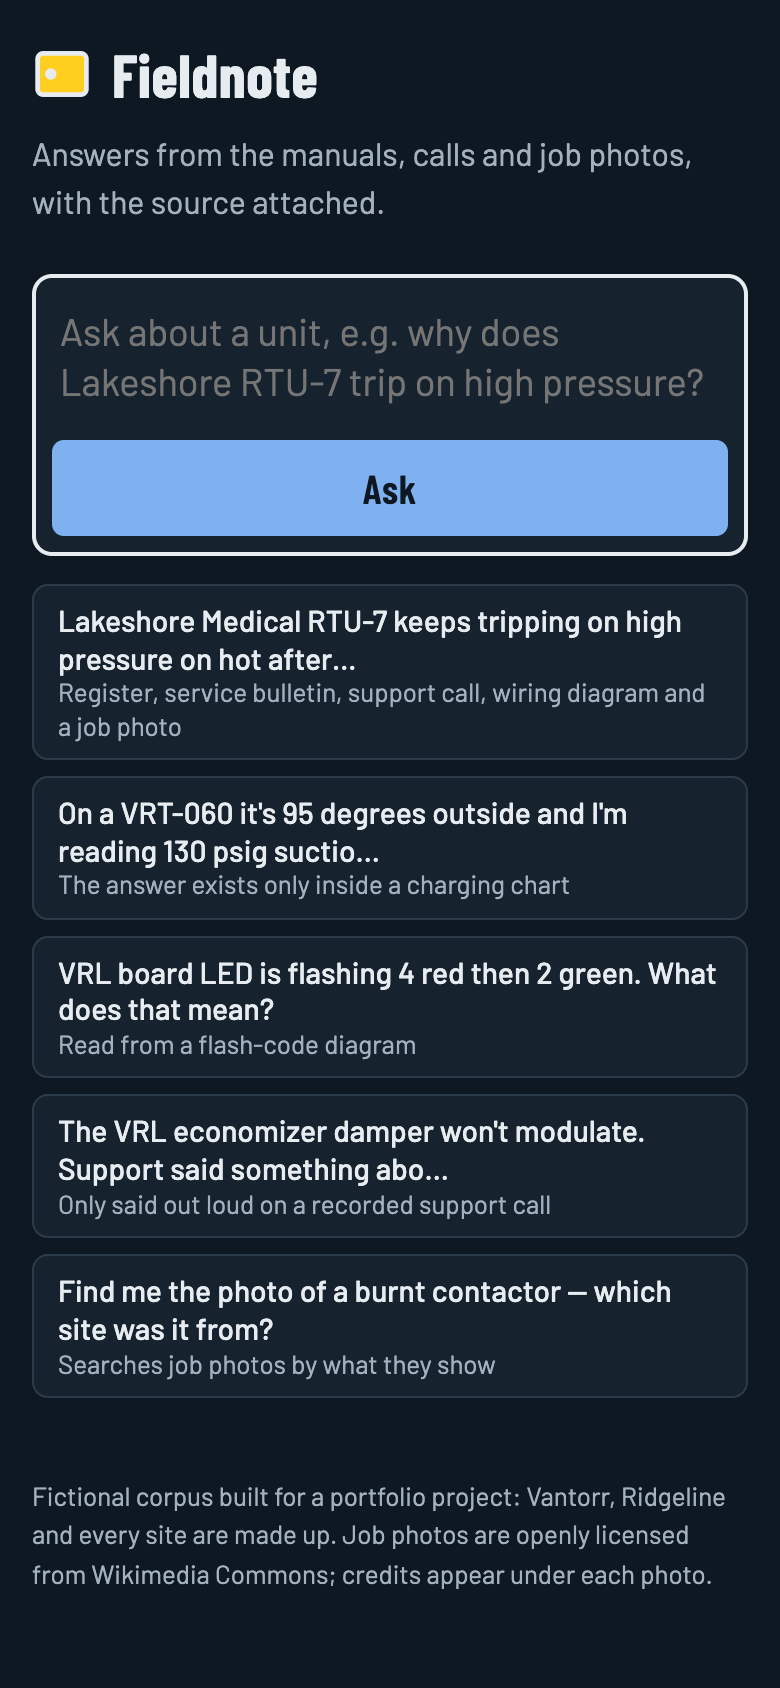 Fieldnote
Answers from the manuals, calls and job photos,
with the source attached.
Ask about a unit, e.g. why does
Lakeshore RTU-7 trip on high pressure?
Ask
Lakeshore Medical RTU-7 keeps tripping on high
pressure on hot after...
Register, service bulletin, support call, wiring diagram and
a job photo
On a VRT-060 it's 95 degrees outside and I'm
reading 130 psig suctio...
The answer exists only inside a charging chart
VRL board LED is flashing 4 red then 2 green. What
does that mean?
Read from a flash-code diagram
The VRL economizer damper won't modulate.
Support said something abo...
Only said out loud on a recorded support call
Find me the photo of a burnt contactor — which
site was it from?
Searches job photos by what they show
Fictional corpus built for a portfolio project: Vantorr, Ridgeline
and every site are made up. Job photos are openly licensed
from Wikimedia Commons; credits appear under each photo.